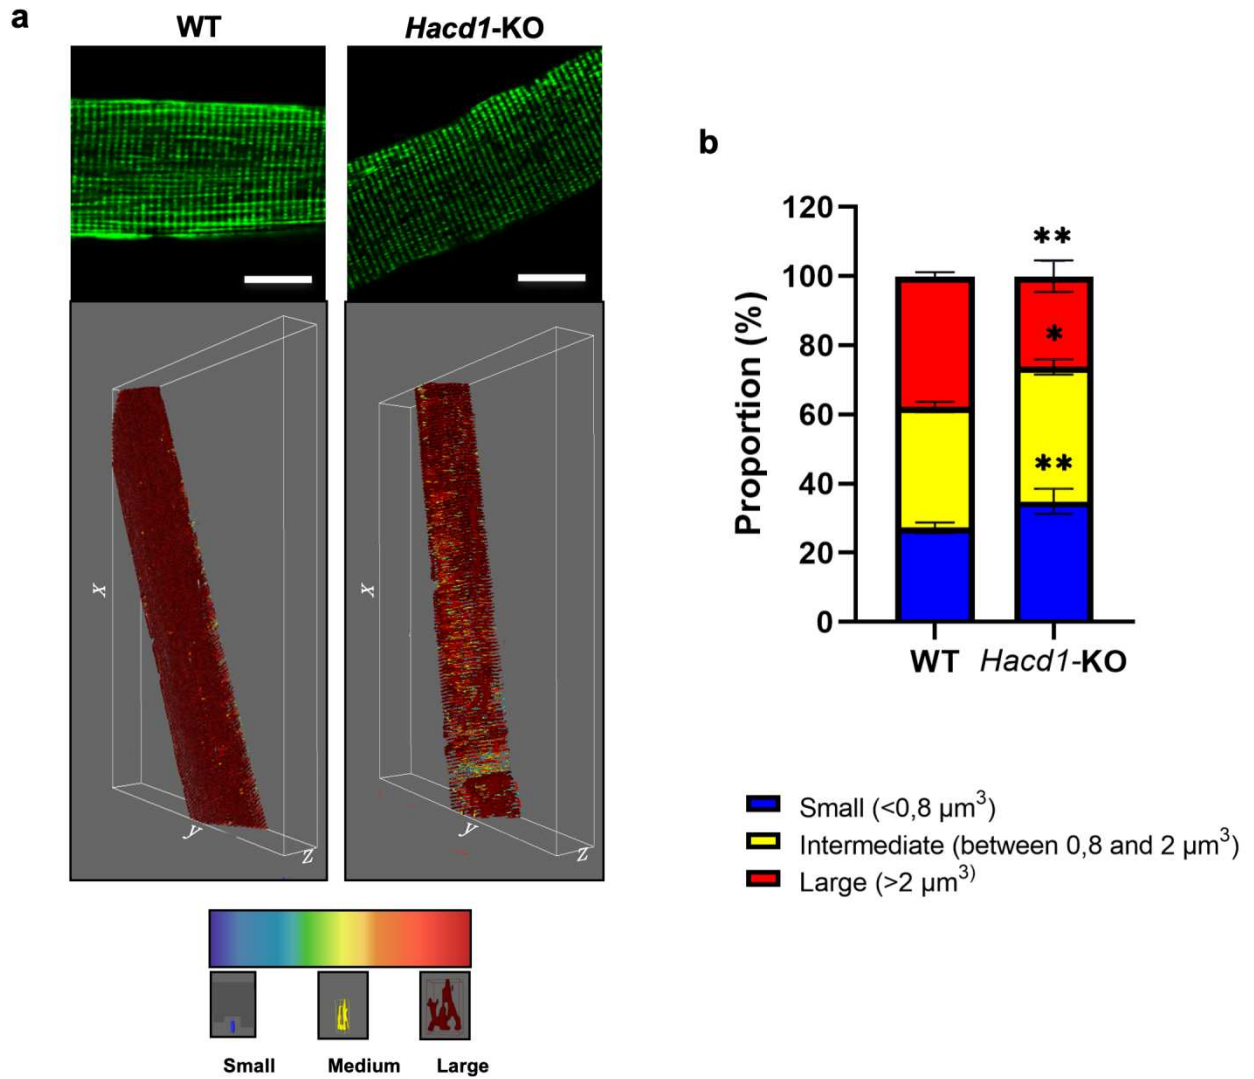 a
WT
Hacd1-KO
x
y
z
x
y
z
Small
Medium
Large
b
Proportion (%)
120
100
80
60
40
20
0
**
*
**
WT
Hacd1-KO
Small (<0,8 µm³)
Intermediate (between 0,8 and 2 µm³)
Large (>2 µm³⁾